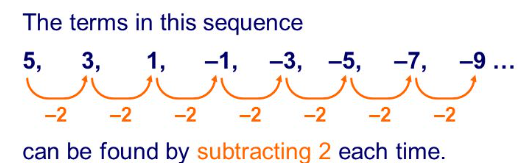 The terms in this sequence
5, 3, 1, –1, –3, –5, –7, –9 ...
–2 –2 –2 –2 –2 –2 –2
can be found by subtracting 2 each time.